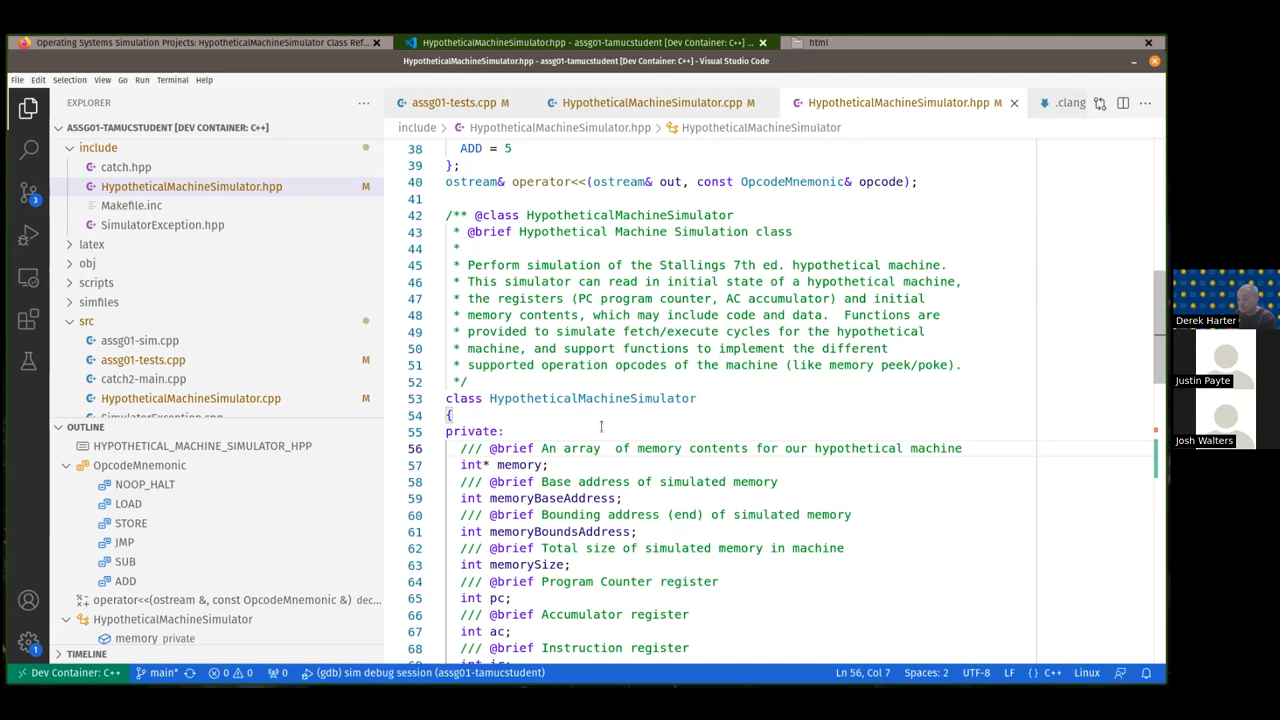 Operating Systems Simulation Projects: HypotheticalMachineSimulator Class Ref...
HypotheticalMachineSimulator.hpp - assg01-tamucstudent [Dev Container: C++] ...
html
HypotheticalMachineSimulator.hpp - assg01-tamucstudent [Dev Container: C++] - Visual Studio Code
File Edit Selection View Go Run Terminal Help
EXPLORER
assg01-tests.cpp M
HypotheticalMachineSimulator.cpp M
HypotheticalMachineSimulator.hpp M
.clang
ASSG01-TAMUCSTUDENT [DEV CONTAINER: C++]
include > HypotheticalMachineSimulator.hpp > HypotheticalMachineSimulator
include
catch.hpp
HypotheticalMachineSimulator.hpp M
Makefile.inc
SimulatorException.hpp
latex
obj
scripts
simfiles
src
assg01-sim.cpp
assg01-tests.cpp M
catch2-main.cpp
HypotheticalMachineSimulator.cpp M
SimulatorException.cpp
OUTLINE
HYPOTHETICAL_MACHINE_SIMULATOR_HPP
OpcodeMnemonic
NOOP_HALT
LOAD
STORE
JMP
SUB
ADD
operator<<(ostream &, const OpcodeMnemonic &) dec...
HypotheticalMachineSimulator
memory private
TIMELINE
38 ADD = 5
39 };
40 ostream& operator<<(ostream& out, const OpcodeMnemonic& opcode);
41
42 /** @class HypotheticalMachineSimulator
43 * @brief Hypothetical Machine Simulation class
44 *
45 * Perform simulation of the Stallings 7th ed. hypothetical machine.
46 * This simulator can read in initial state of a hypothetical machine,
47 * the registers (PC program counter, AC accumulator) and initial
48 * memory contents, which may include code and data.  Functions are
49 * provided to simulate fetch/execute cycles for the hypothetical
50 * machine, and support functions to implement the different
51 * supported operation opcodes of the machine (like memory peek/poke).
52 */
53 class HypotheticalMachineSimulator
54 {
55 private:
56 /// @brief An array  of memory contents for our hypothetical machine
57 int* memory;
58 /// @brief Base address of simulated memory
59 int memoryBaseAddress;
60 /// @brief Bounding address (end) of simulated memory
61 int memoryBoundsAddress;
62 /// @brief Total size of simulated memory in machine
63 int memorySize;
64 /// @brief Program Counter register
65 int pc;
66 /// @brief Accumulator register
67 int ac;
68 /// @brief Instruction register
Derek Harter
Justin Payte
Josh Walters
3
1
Dev Container: C++ main* 0 0 0 (gdb) sim debug session (assg01-tamucstudent) Ln 56, Col 7 Spaces: 2 UTF-8 LF {} C++ Linux